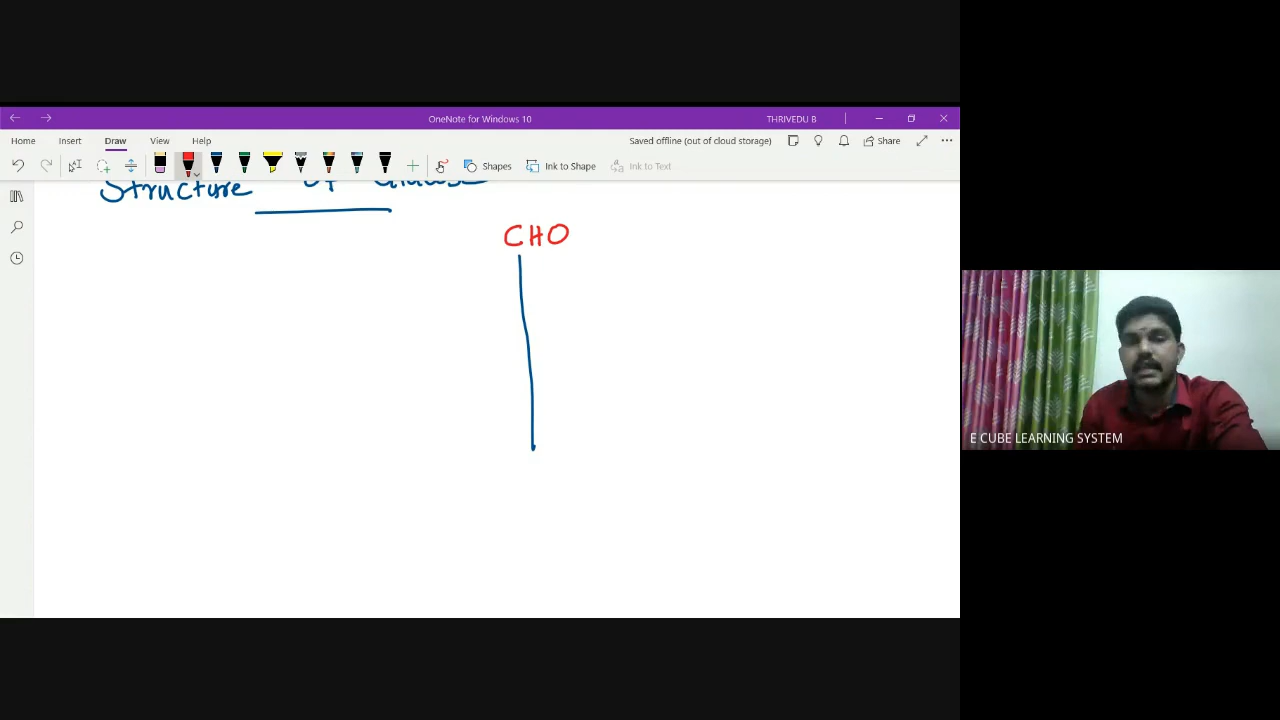 OneNote for Windows 10
THRIVEDU B
Home Insert Draw View Help
Saved offline (out of cloud storage)
Share
Shapes
Ink to Shape
Ink to Text
Structure of
CHO
E CUBE LEARNING SYSTEM